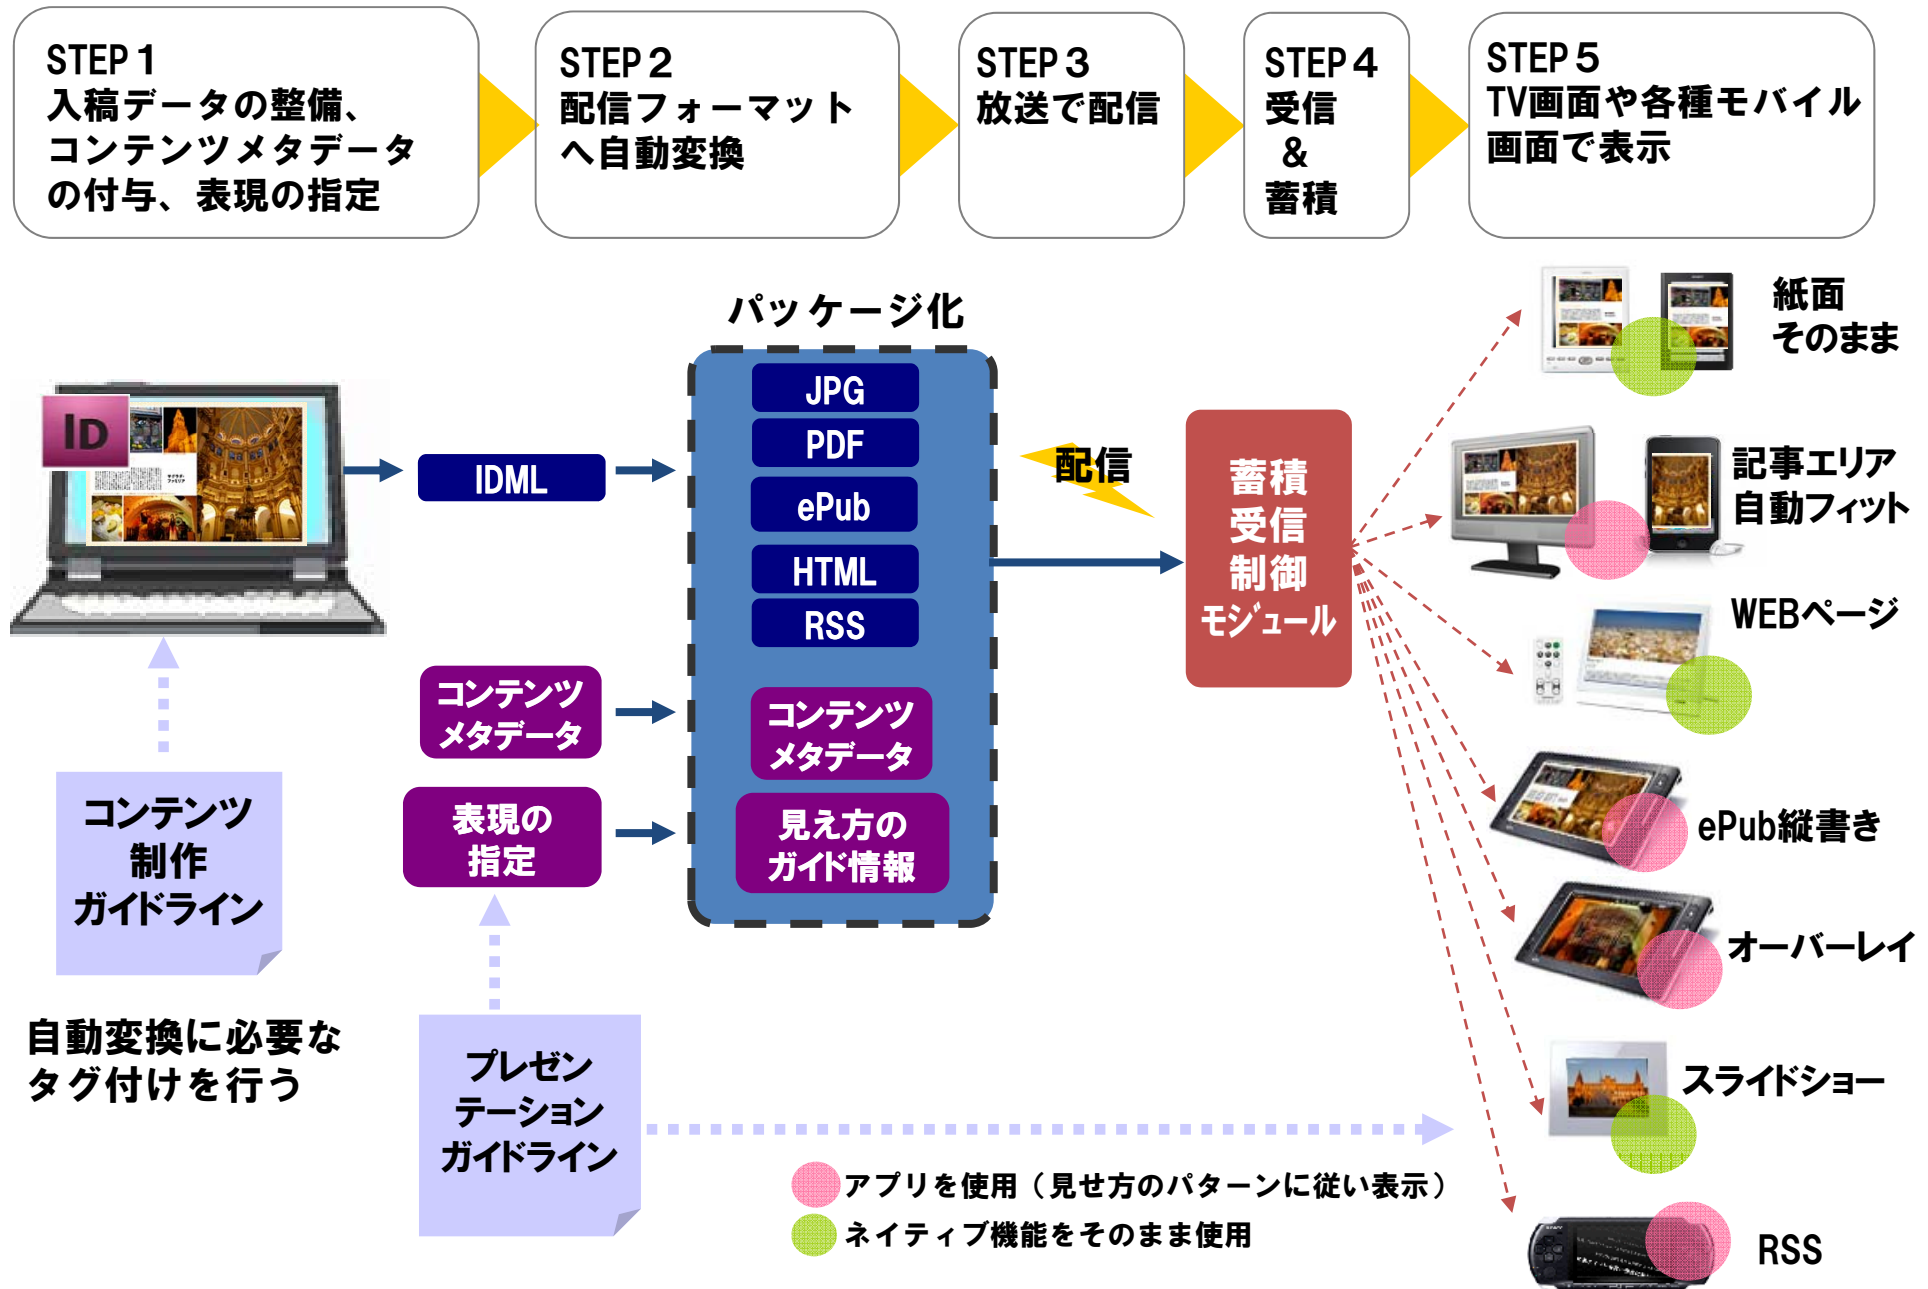 STEP１
入稿データの整備、
コンテンツメタデータ
の付与、表現の指定
STEP２
配信フォーマット
へ自動変換
STEP３
放送で配信
STEP４
受信
＆
蓄積
STEP５
TV画面や各種モバイル
画面で表示
パッケージ化
ID
IDML
コンテンツ
メタデータ
表現の
指定
JPG
PDF
ePub
HTML
RSS
コンテンツ
メタデータ
見え方の
ガイド情報
配信
蓄積
受信
制御
モジュール
紙面
そのまま
記事エリア
自動フィット
WEBページ
ePub縦書き
オーバーレイ
スライドショー
RSS
コンテンツ
制作
ガイドライン
自動変換に必要な
タグ付けを行う
プレゼン
テーション
ガイドライン
アプリを使用（見せ方のパターンに従い表示）
ネイティブ機能をそのまま使用